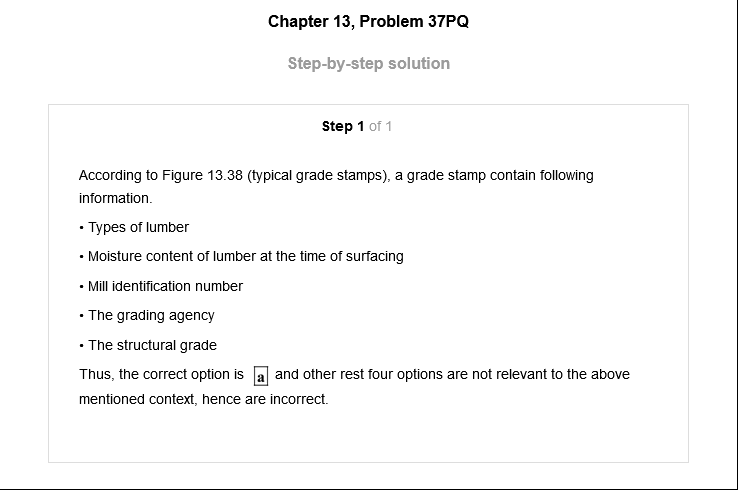 Chapter 13, Problem 37PQ
Step-by-step solution
Step 1 of 1
According to Figure 13.38 (typical grade stamps), a grade stamp contain following
information.
• Types of lumber
• Moisture content of lumber at the time of surfacing
• Mill identification number
• The grading agency
• The structural grade
Thus, the correct option is a and other rest four options are not relevant to the above
mentioned context, hence are incorrect.